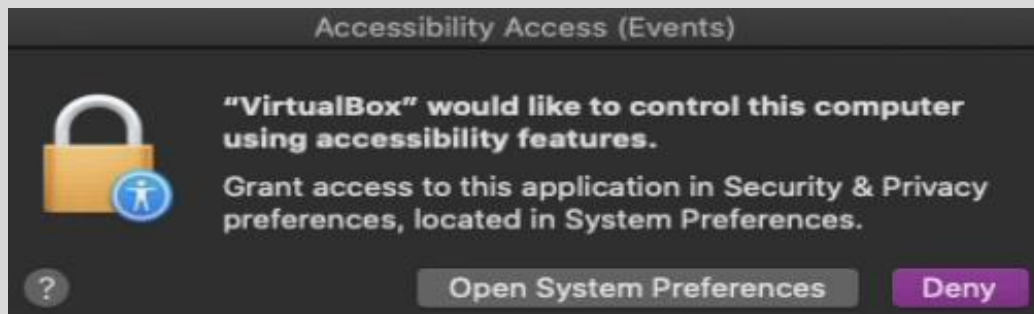 Accessibility Access (Events)
“VirtualBox” would like to control this computer
using accessibility features.
Grant access to this application in Security & Privacy
preferences, located in System Preferences.
?
Open System Preferences
Deny